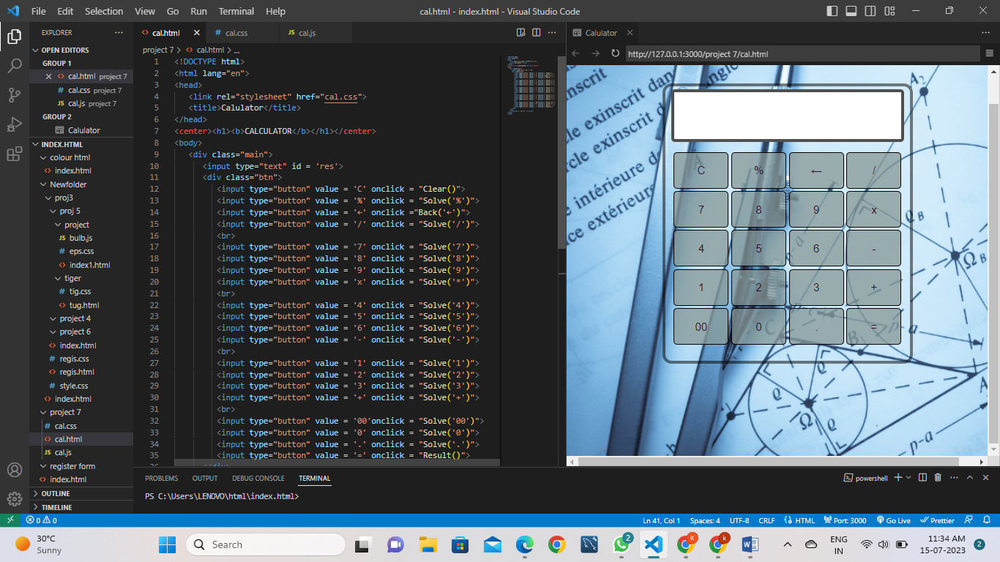 File Edit Selection View Go Run Terminal Help
cal.html - index.html - Visual Studio Code
EXPLORER
OPEN EDITORS
GROUP 1
cal.html project 7
cal.css project 7
cal.js project 7
GROUP 2
Calulator
INDEX.HTML
colour html
index.html
Newfolder
proj3
proj 5
project
bulb.js
eps.css
index1.html
tiger
tig.css
tug.html
project 4
project 6
index.html
regis.css
regis.html
style.css
index.html
project 7
cal.css
cal.html
cal.js
register form
index.html
OUTLINE
TIMELINE
cal.html cal.css cal.js
project 7 > cal.html > ...
1 <!DOCTYPE html>
2 <html lang="en">
3 <head>
4 <link rel="stylesheet" href="cal.css">
5 <title>Calulator</title>
6 </head>
7 <center><h1><b>CALCULATOR</b></h1></center>
8 <body>
9 <div class="main">
10 <input type="text" id = 'res'>
11 <div class="btn">
12 <input type="button" value = 'C' onclick = "Clear()">
13 <input type="button" value = '%' onclick = "Solve('%')">
14 <input type="button" value = '←' onclick ="Back('←')">
15 <input type="button" value = '/' onclick = "Solve('/')">
16 <br>
17 <input type="button" value = '7' onclick = "Solve('7')">
18 <input type="button" value = '8' onclick = "Solve('8')">
19 <input type="button" value = '9' onclick = "Solve('9')">
20 <input type="button" value = 'x' onclick = "Solve('*')">
21 <br>
22 <input type="button" value = '4' onclick = "Solve('4')">
23 <input type="button" value = '5' onclick = "Solve('5')">
24 <input type="button" value = '6' onclick = "Solve('6')">
25 <input type="button" value = '-' onclick = "Solve('-')">
26 <br>
27 <input type="button" value = '1' onclick = "Solve('1')">
28 <input type="button" value = '2' onclick = "Solve('2')">
29 <input type="button" value = '3' onclick = "Solve('3')">
30 <input type="button" value = '+' onclick = "Solve('+')">
31 <br>
32 <input type="button" value = '00'onclick = "Solve('00')">
33 <input type="button" value = '0' onclick = "Solve('0')">
34 <input type="button" value = '.' onclick = "Solve('.')">
35 <input type="button" value = '=' onclick = "Result()">
Calulator
http://127.0.0.1:3000/project 7/cal.html
exinscrit dans
angle
cle exinscrit
intérieure de
ce extérieure
C % ← /
7 8 9 x
4 5 6 -
1 2 3 +
00 0 . =
A₂
Ω B
p-a
p-a
p-a
PROBLEMS OUTPUT DEBUG CONSOLE TERMINAL
powershell
PS C:\Users\LENOVO\html\index.html>
0 0
Ln 41, Col 1 Spaces: 4 UTF-8 CRLF HTML Port: 3000 Go Live Prettier
30°C
Sunny
Search
2
K
k
ENG
IN
11:34 AM
15-07-2023
2